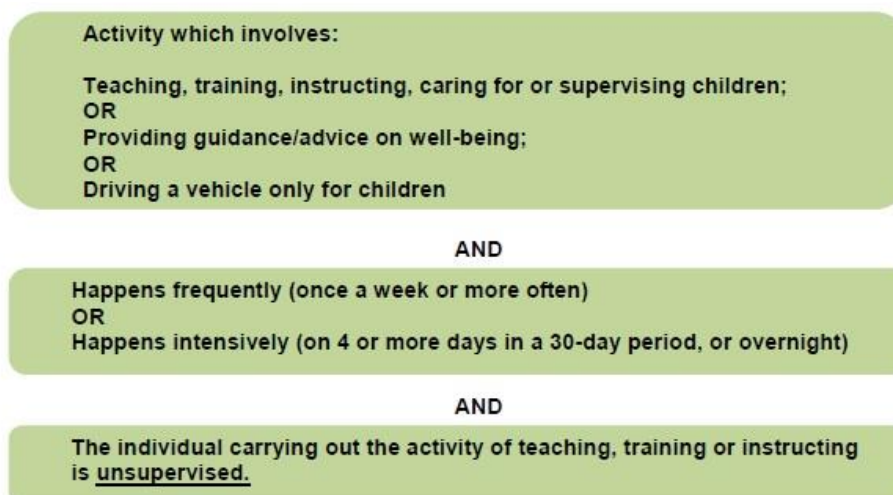 Activity which involves:
Teaching, training, instructing, caring for or supervising children;
OR
Providing guidance/advice on well-being;
OR
Driving a vehicle only for children
AND
Happens frequently (once a week or more often)
OR
Happens intensively (on 4 or more days in a 30-day period, or overnight)
AND
The individual carrying out the activity of teaching, training or instructing
is unsupervised.